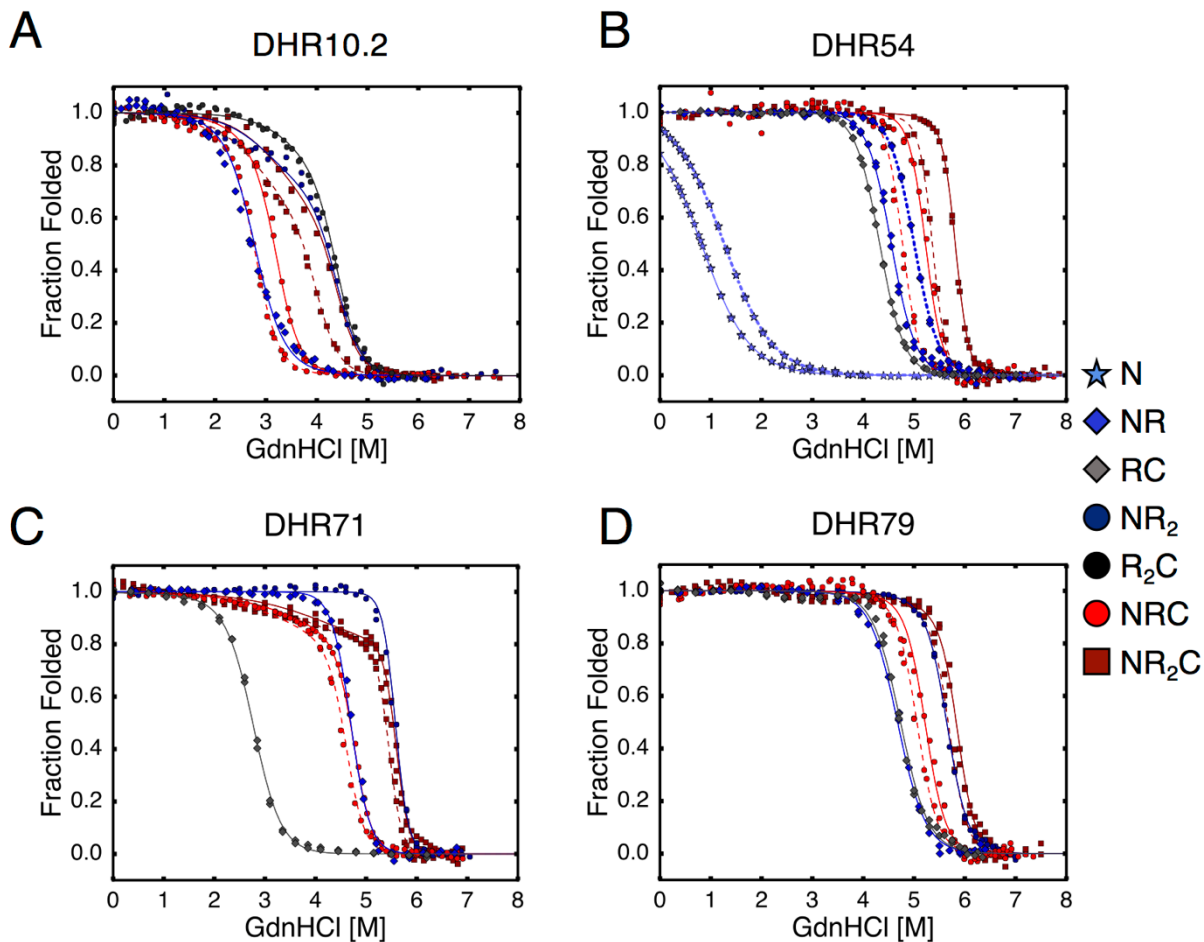 A
DHR10.2
1.0
0.8
0.6
0.4
0.2
0.0
Fraction Folded
0 1 2 3 4 5 6 7 8
GdnHCl [M]
B
DHR54
1.0
0.8
0.6
0.4
0.2
0.0
Fraction Folded
0 1 2 3 4 5 6 7 8
GdnHCl [M]
C
DHR71
1.0
0.8
0.6
0.4
0.2
0.0
Fraction Folded
0 1 2 3 4 5 6 7 8
GdnHCl [M]
D
DHR79
1.0
0.8
0.6
0.4
0.2
0.0
Fraction Folded
0 1 2 3 4 5 6 7 8
GdnHCl [M]
N
NR
RC
NR₂
R₂C
NRC
NR₂C